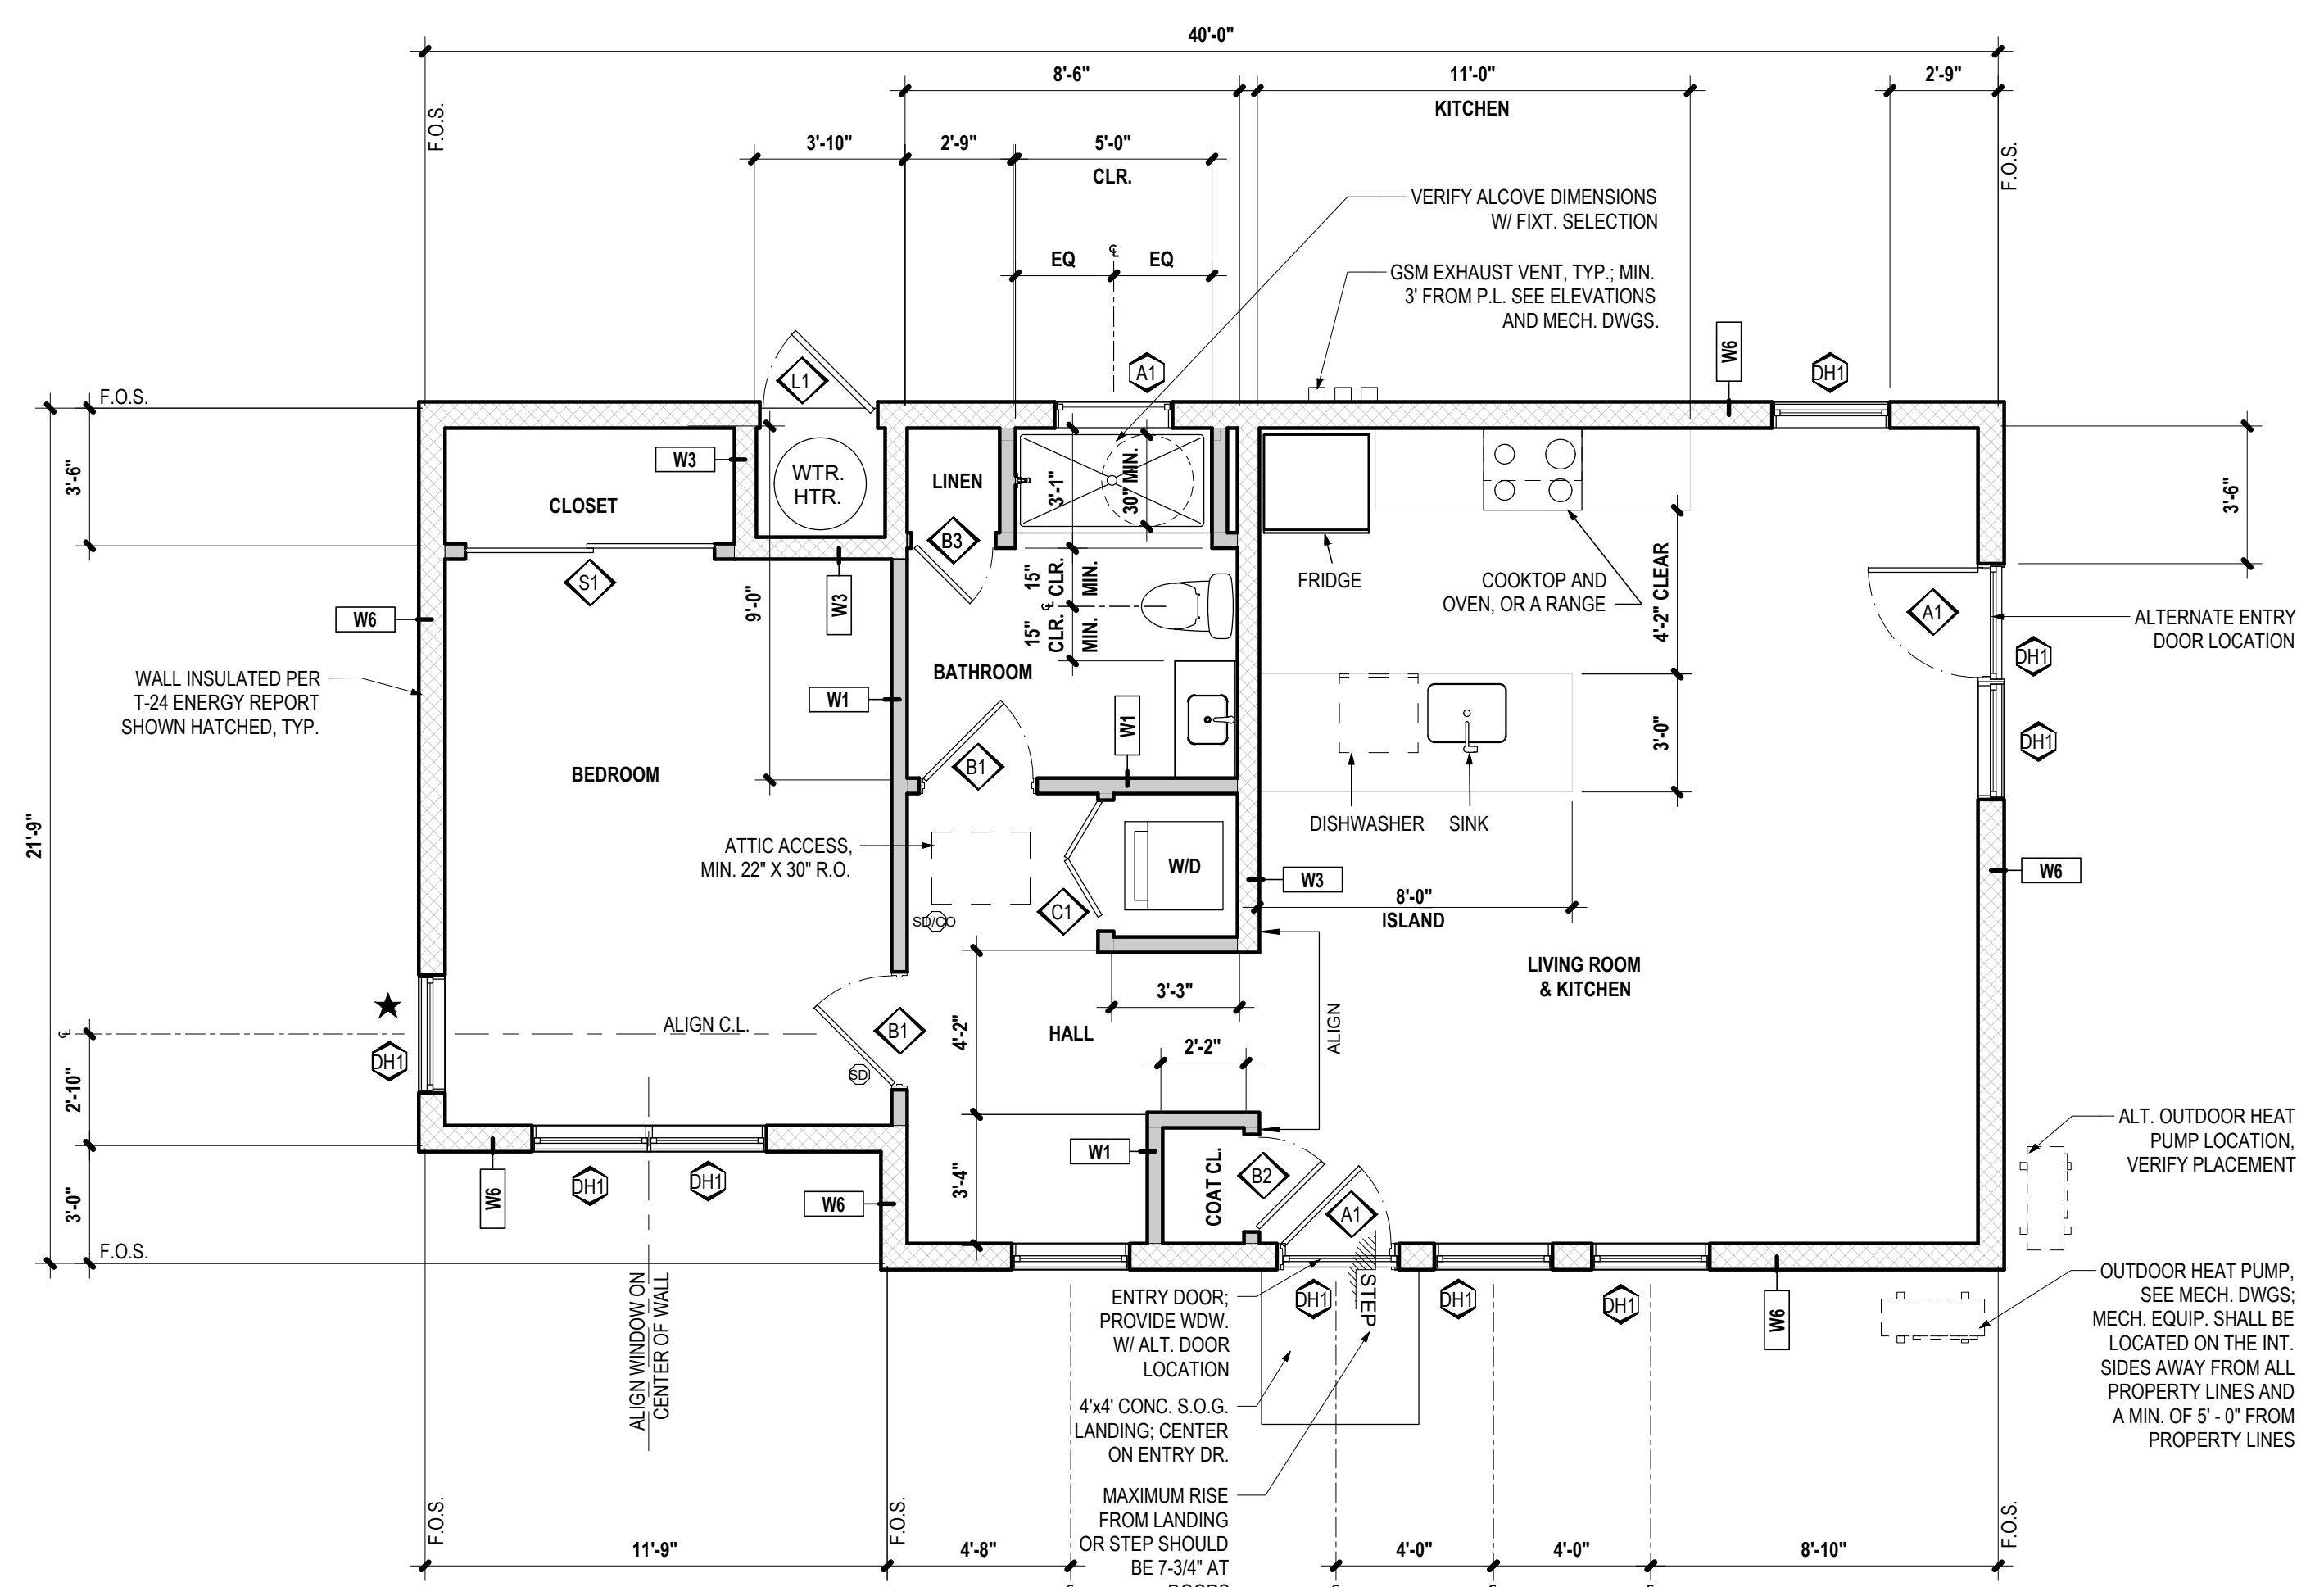 40'-0"
8'-6"
11'-0"
2'-9"
KITCHEN
F.O.S.
F.O.S.
3'-10"
2'-9"
5'-0"
CLR.
EQ
EQ
VERIFY ALCOVE DIMENSIONS
W/ FIXT. SELECTION
GSM EXHAUST VENT, TYP.; MIN.
3' FROM P.L. SEE ELEVATIONS
AND MECH. DWGS.
L1
A1
W6
DH1
F.O.S.
3'-6"
3'-6"
W3
WTR.
HTR.
CLOSET
LINEN
3'-1"
30" MIN.
B3
S1
W3
9'-0"
15"
CLR.
MIN.
15"
CLR.
MIN.
FRIDGE
COOKTOP AND
OVEN, OR A RANGE
4'-2" CLEAR
A1
ALTERNATE ENTRY
DOOR LOCATION
DH1
DH1
W6
WALL INSULATED PER
T-24 ENERGY REPORT
SHOWN HATCHED, TYP.
BATHROOM
W1
W1
3'-0"
BEDROOM
B1
21'-9"
ATTIC ACCESS,
MIN. 22" X 30" R.O.
W/D
DISHWASHER
SINK
W3
W6
C1
SD/CO
8'-0"
ISLAND
LIVING ROOM
& KITCHEN
3'-3"
ALIGN C.L.
B1
4'-2"
HALL
ALIGN
2'-2"
DH1
SD
2'-10"
W1
COAT CL.
B2
A1
3'-4"
3'-0"
F.O.S.
W6
DH1
DH1
W6
ALT. OUTDOOR HEAT
PUMP LOCATION,
VERIFY PLACEMENT
ALIGN WINDOW ON
CENTER OF WALL
ENTRY DOOR;
PROVIDE WDW.
W/ ALT. DOOR
LOCATION
DH1
STEP
DH1
DH1
W6
OUTDOOR HEAT PUMP,
SEE MECH. DWGS;
MECH. EQUIP. SHALL BE
LOCATED ON THE INT.
SIDES AWAY FROM ALL
PROPERTY LINES AND
A MIN. OF 5' - 0" FROM
PROPERTY LINES
4'x4' CONC. S.O.G.
LANDING; CENTER
ON ENTRY DR.
MAXIMUM RISE
FROM LANDING
OR STEP SHOULD
BE 7-3/4" AT
F.O.S.
F.O.S.
F.O.S.
11'-9"
4'-8"
4'-0"
4'-0"
8'-10"